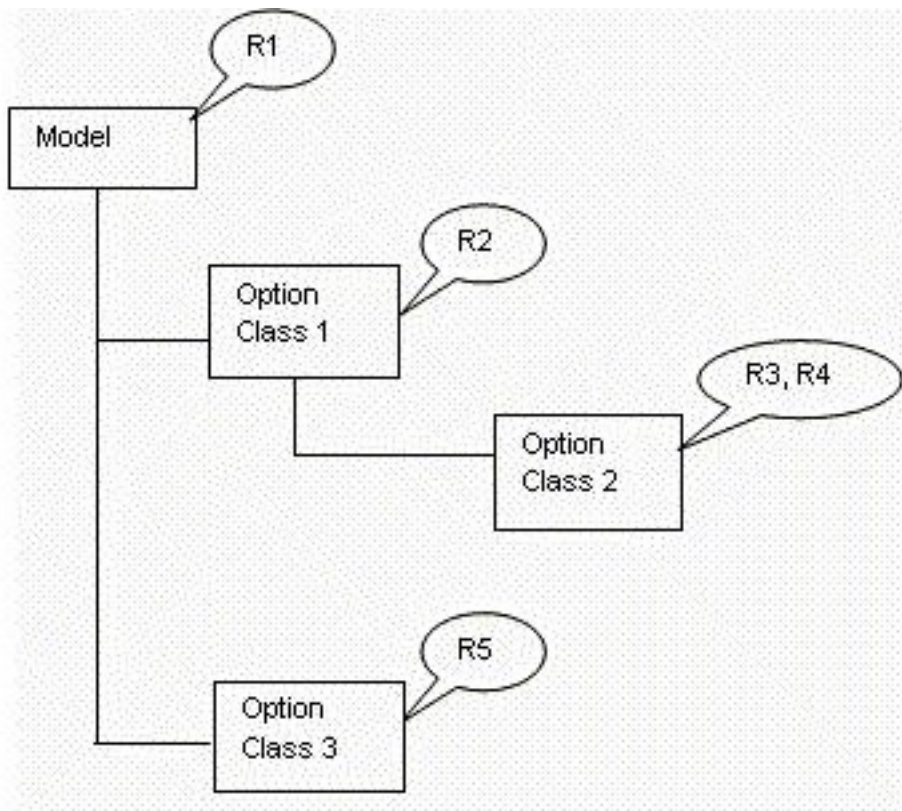 R1
Model
R2
Option
Class 1
R3, R4
Option
Class 2
R5
Option
Class 3